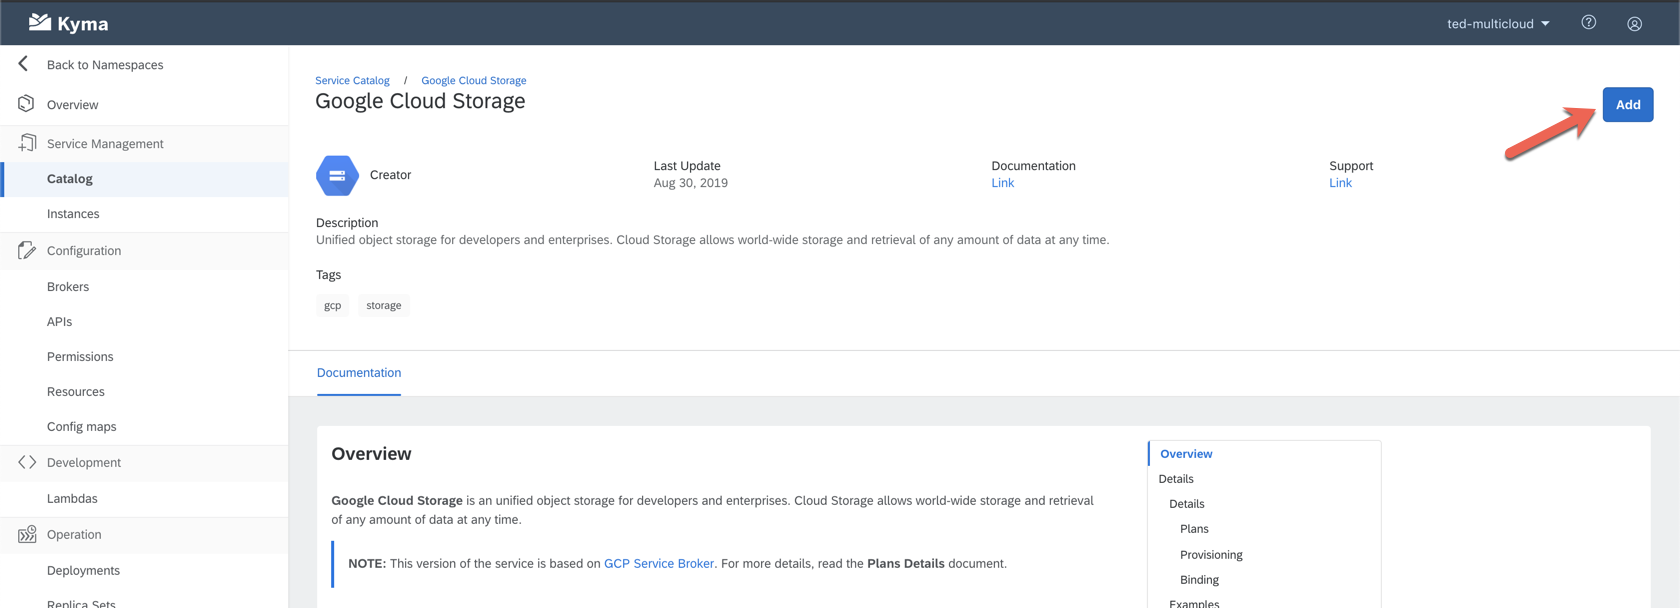 Kyma
ted-multicloud
Back to Namespaces
Overview
Service Management
Catalog
Instances
Configuration
Brokers
APIs
Permissions
Resources
Config maps
Development
Lambdas
Operation
Deployments
Replica Sets
Service Catalog / Google Cloud Storage
Google Cloud Storage
Add
Creator
Last Update
Aug 30, 2019
Documentation
Link
Support
Link
Description
Unified object storage for developers and enterprises. Cloud Storage allows world-wide storage and retrieval of any amount of data at any time.
Tags
gcp storage
Documentation
Overview
Google Cloud Storage is an unified object storage for developers and enterprises. Cloud Storage allows world-wide storage and retrieval
of any amount of data at any time.
NOTE: This version of the service is based on GCP Service Broker. For more details, read the Plans Details document.
Overview
Details
Details
Plans
Provisioning
Binding
Examples